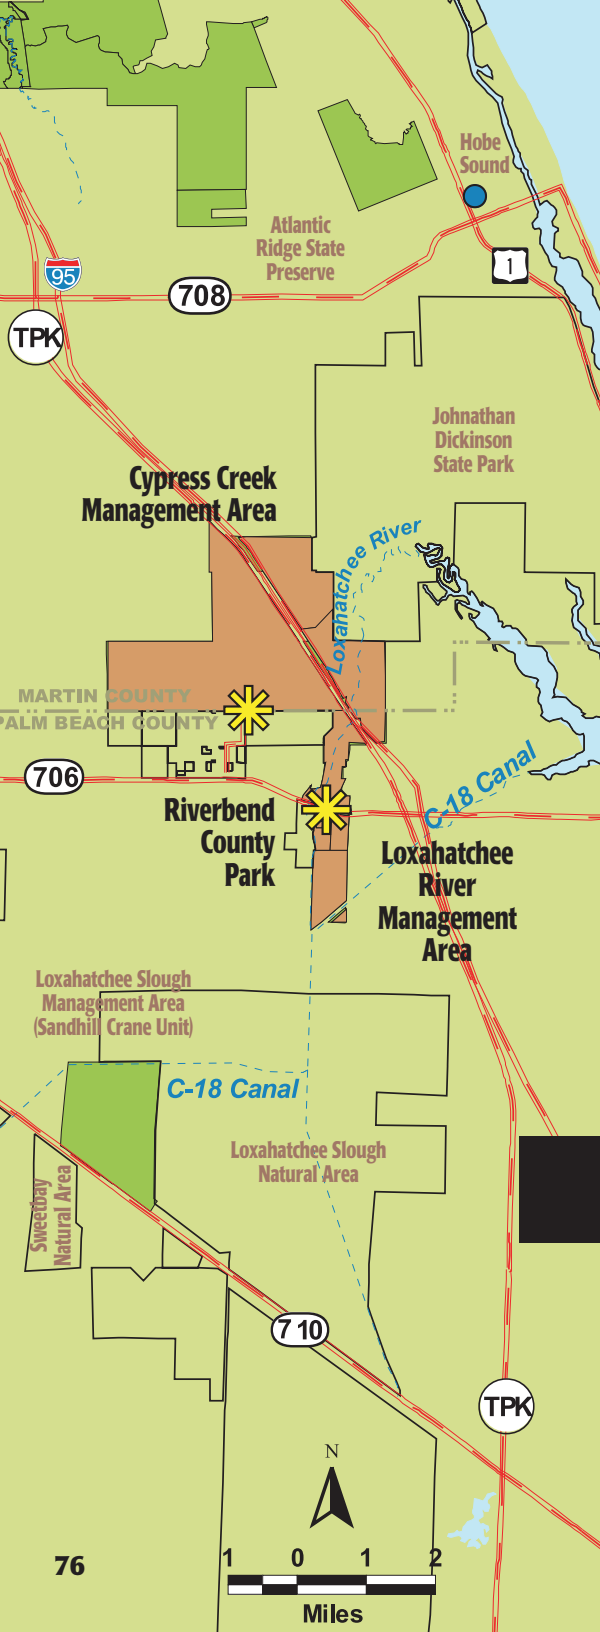 Hobe
Sound
Atlantic
Ridge State
Preserve
1
95
708
TPK
Johnathan
Dickinson
State Park
Cypress Creek
Management Area
Loxahatchee River
MARTIN COUNTY
PALM BEACH COUNTY
706
C-18 Canal
Riverbend
County
Park
Loxahatchee
River
Management
Area
Loxahatchee Slough
Management Area
(Sandhill Crane Unit)
C-18 Canal
Loxahatchee Slough
Natural Area
Sweetbay
Natural Area
710
TPK
N
76
1 0 1 2
Miles